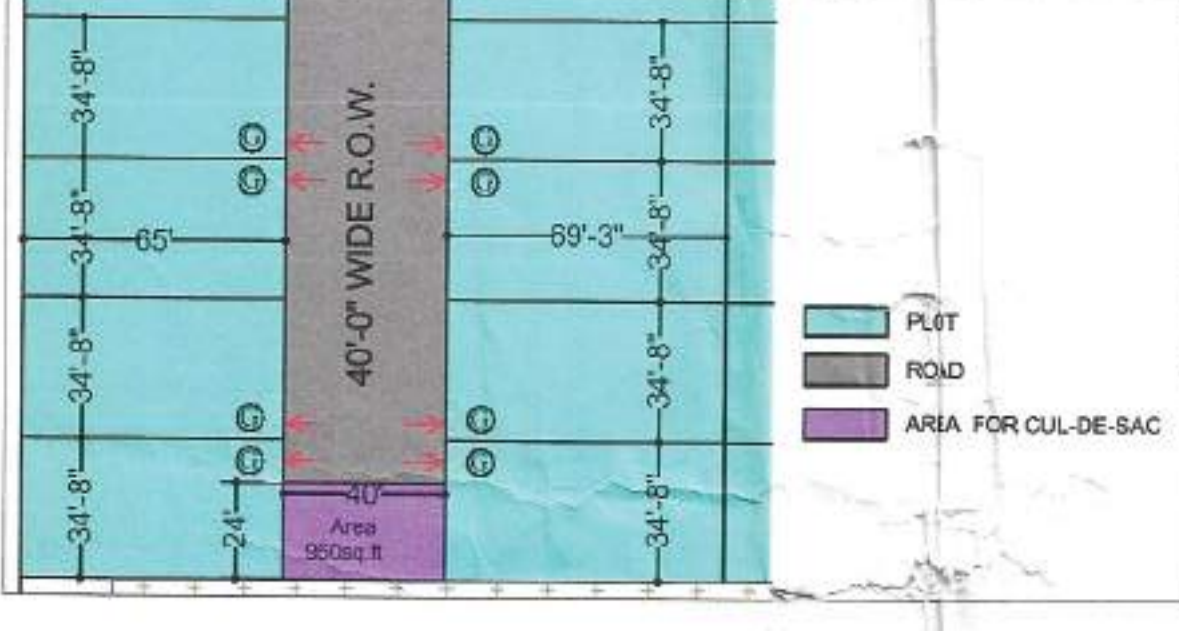 34'-8"
34'-8"
34'-8"
34'-8"
65'
24'
G
G
G
G
40'-0" WIDE R.O.W.
40'
Area
960sq.ft
G
G
G
G
69'-3"
34'-8"
34'-8"
34'-8"
34'-8"
PLOT
ROAD
AREA FOR CUL-DE-SAC